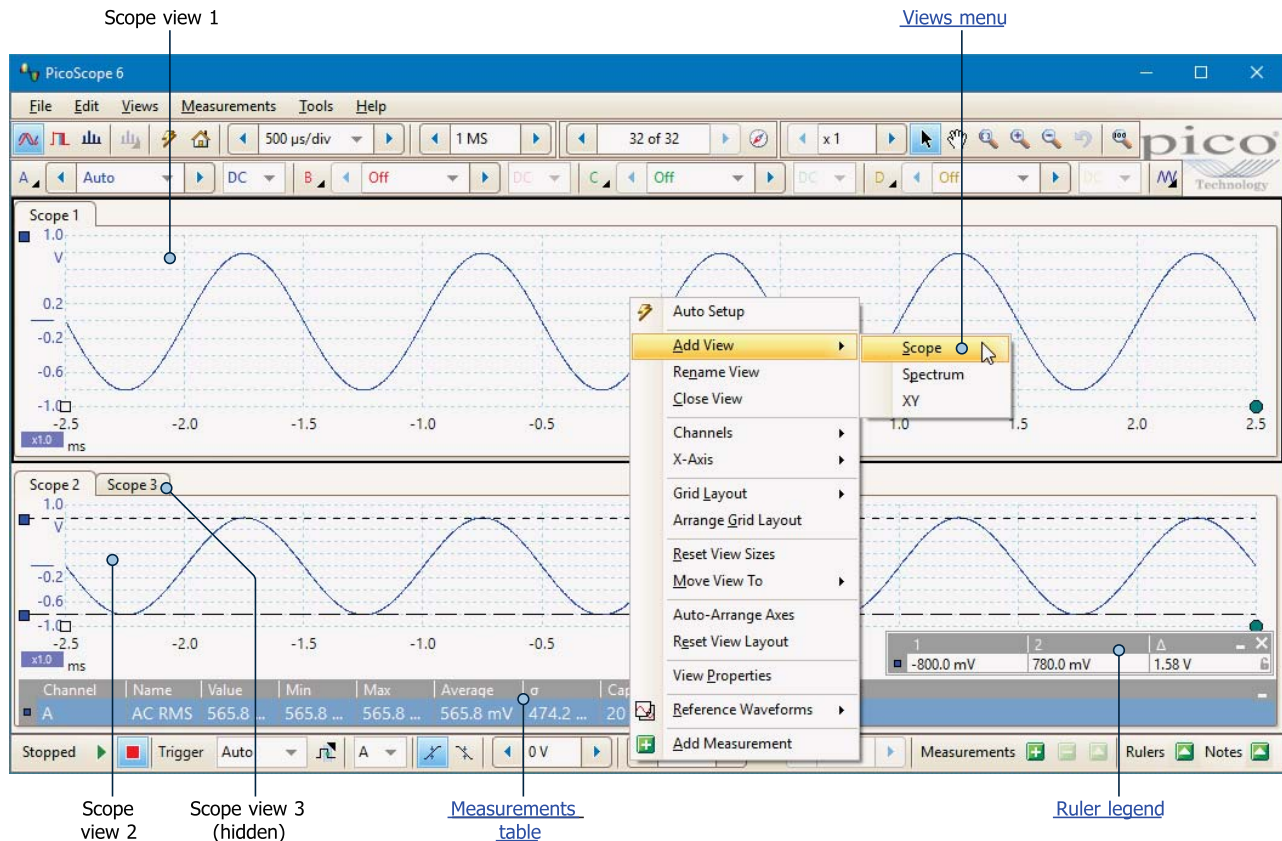 Scope view 1 Views menu
PicoScope 6
File Edit Views Measurements Tools Help
500 µs/div 1 MS 32 of 32 x 1
pico
Technology
A Auto DC B Off DC C Off DC D Off DC
Scope 1
1.0
V
0.2
-0.2
-0.6
-1.0
-2.5 -2.0 -1.5 -1.0 -0.5 1.0 1.5 2.0 2.5
x1.0 ms
Auto Setup
Add View
Rename View
Close View
Channels
X-Axis
Grid Layout
Arrange Grid Layout
Reset View Sizes
Move View To
Auto-Arrange Axes
Reset View Layout
View Properties
Reference Waveforms
Add Measurement
Scope
Spectrum
XY
Scope 2 Scope 3
1.0
V
-0.2
-0.6
-1.0
-2.5 -2.0 -1.5 -1.0 -0.5
x1.0 ms
1 2 Δ
-800.0 mV 780.0 mV 1.58 V
Channel Name Value Min Max Average σ Cap
A AC RMS 565.8 ... 565.8 ... 565.8 ... 565.8 mV 474.2 ... 20
Stopped Trigger Auto A 0 V Measurements Rulers Notes
Scope
view 2
Scope view 3
(hidden)
Measurements
table
Ruler legend